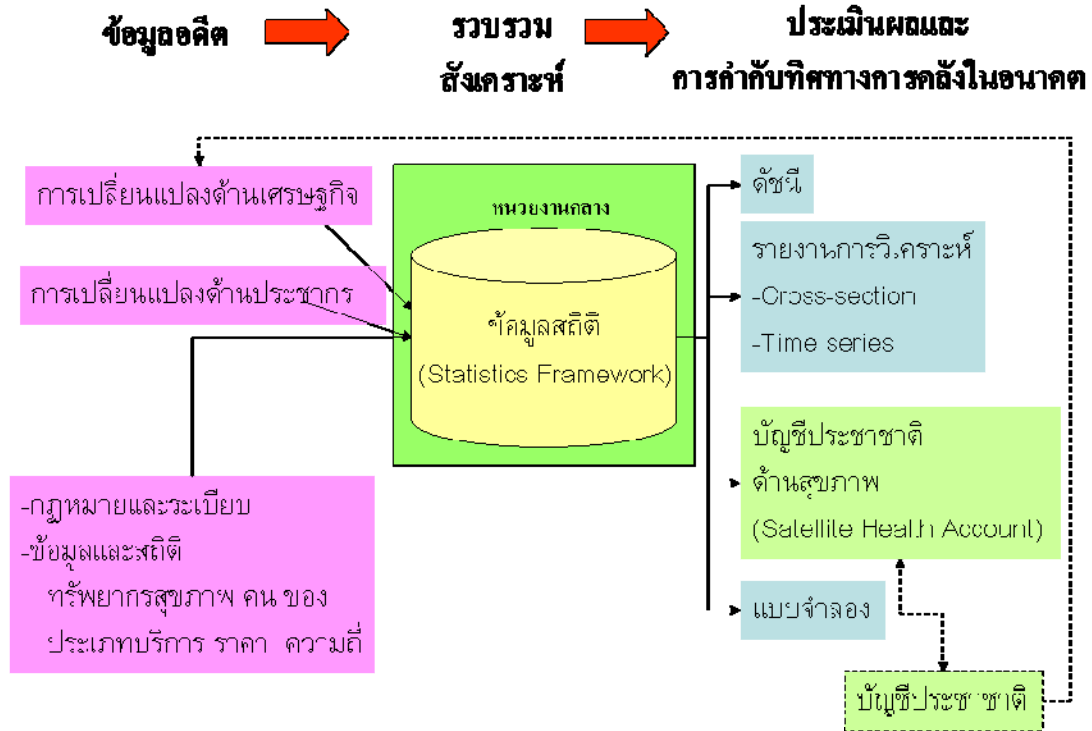 ข้อมูลอดีต
รวบรวม
สังเคราะห์
ประเมินผลและ
การกำกับทิศทางการคลังในอนาคต
การเปลี่ยนแปลงด้านเศรษฐกิจ
การเปลี่ยนแปลงด้านประชากร
-กฎหมายและระเบียบ
-ข้อมูลและสถิติ
ทรัพยากรสุขภาพ คน ของ
ประเภทบริการ ราคา ความถี่
หน่วยงานกลาง
ข้อมูลสถิติ
(Statistics Framework)
ดัชนี
รายงานการวิเคราะห์
-Cross-section
-Time series
บัญชีประชาชาติ
ด้านสุขภาพ
(Satellite Health Account)
แบบจำลอง
บัญชีประชาชาติ